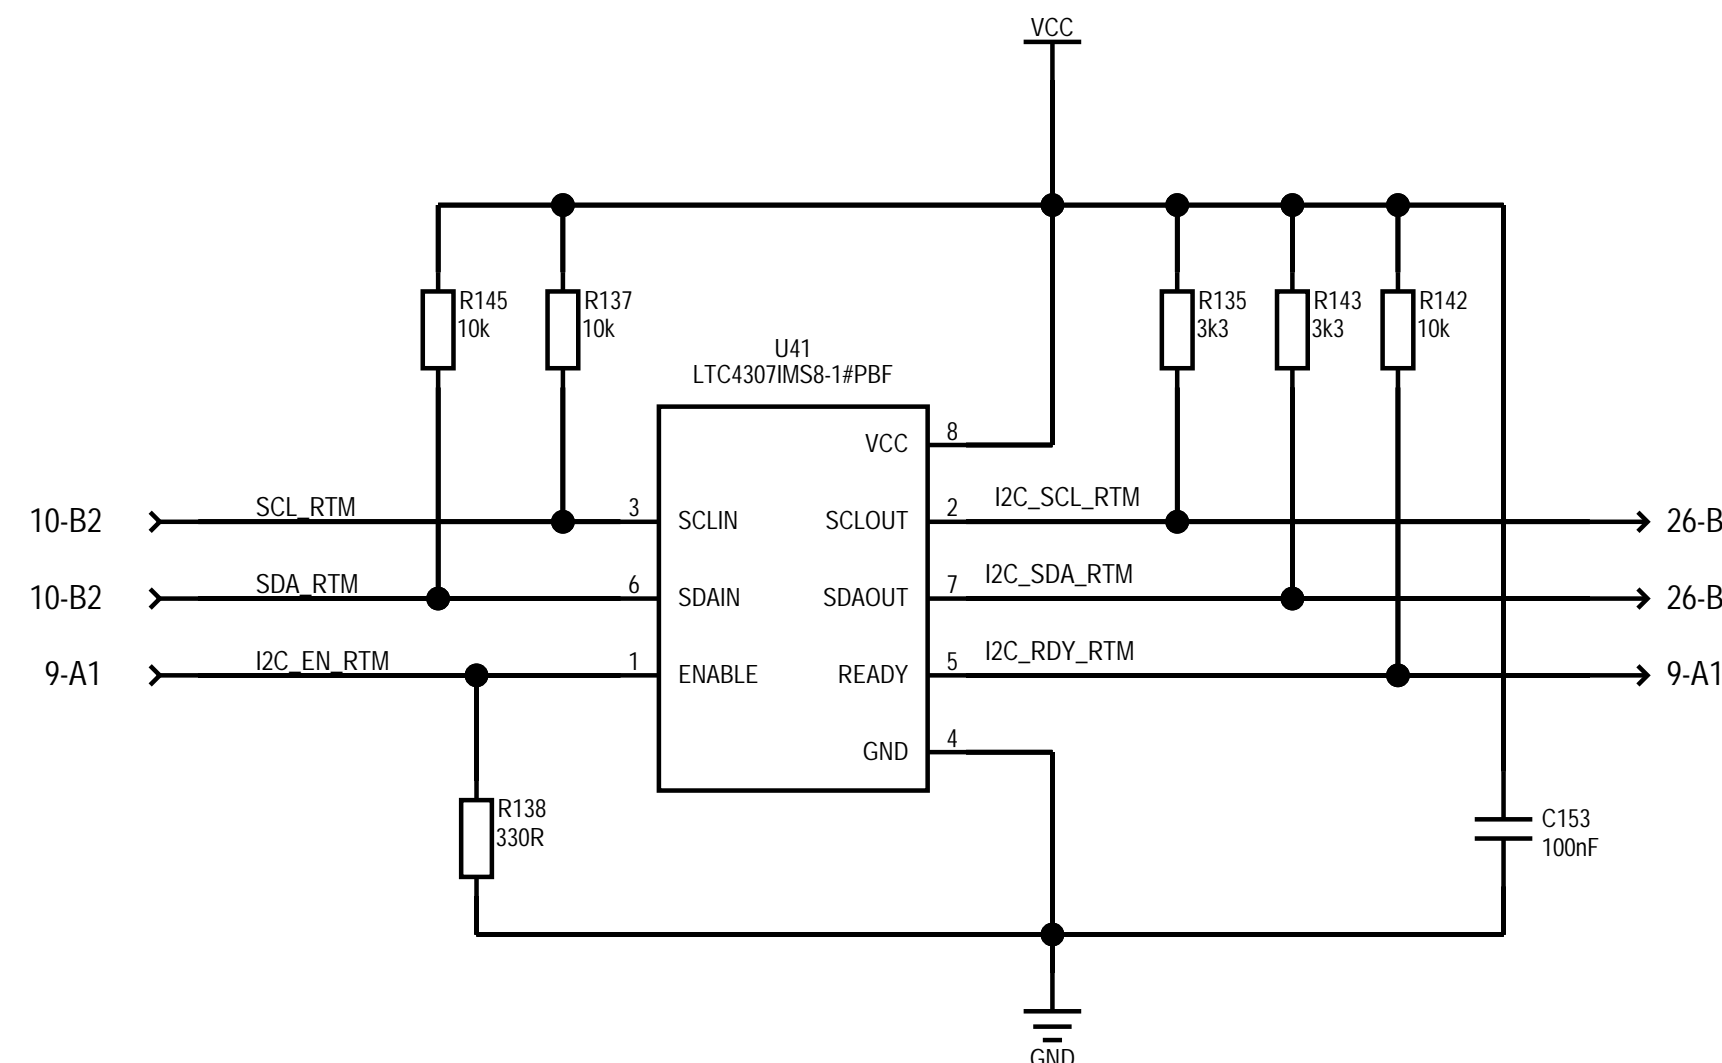 VCC
R145
10k
R137
10k
R135
3k3
R143
3k3
R142
10k
U41
LTC4307IMS8-1#PBF
VCC
8
10-B2
SCL_RTM
3
SCLIN
SCLOUT
2
I2C_SCL_RTM
26-B
10-B2
SDA_RTM
6
SDAIN
SDAOUT
7
I2C_SDA_RTM
26-B
9-A1
I2C_EN_RTM
1
ENABLE
READY
5
I2C_RDY_RTM
9-A1
GND
4
R138
330R
C153
100nF
GND